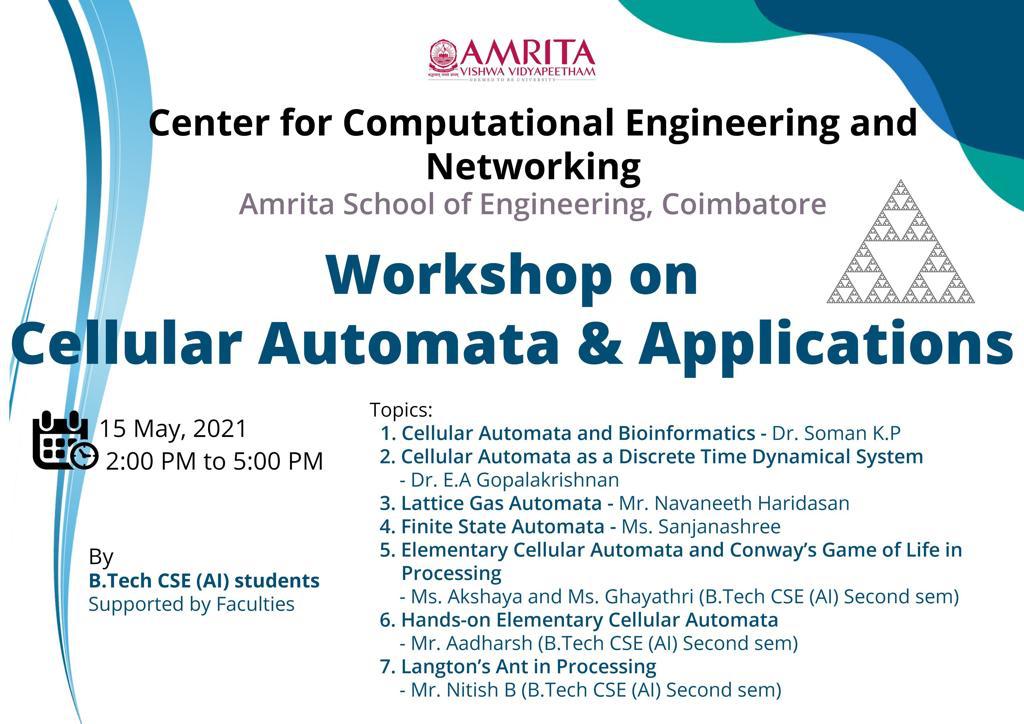 AMRITA
VISHWA VIDYAPEETHAM
DEEMED TO BE UNIVERSITY
Center for Computational Engineering and
Networking
Amrita School of Engineering, Coimbatore
Workshop on
Cellular Automata & Applications
15 May, 2021
2:00 PM to 5:00 PM
By
B.Tech CSE (AI) students
Supported by Faculties
Topics:
1. Cellular Automata and Bioinformatics - Dr. Soman K.P
2. Cellular Automata as a Discrete Time Dynamical System
- Dr. E.A Gopalakrishnan
3. Lattice Gas Automata - Mr. Navaneeth Haridasan
4. Finite State Automata - Ms. Sanjanashree
5. Elementary Cellular Automata and Conway's Game of Life in
Processing
- Ms. Akshaya and Ms. Ghayathri (B.Tech CSE (AI) Second sem)
6. Hands-on Elementary Cellular Automata
- Mr. Aadharsh (B.Tech CSE (AI) Second sem)
7. Langton's Ant in Processing
- Mr. Nitish B (B.Tech CSE (AI) Second sem)